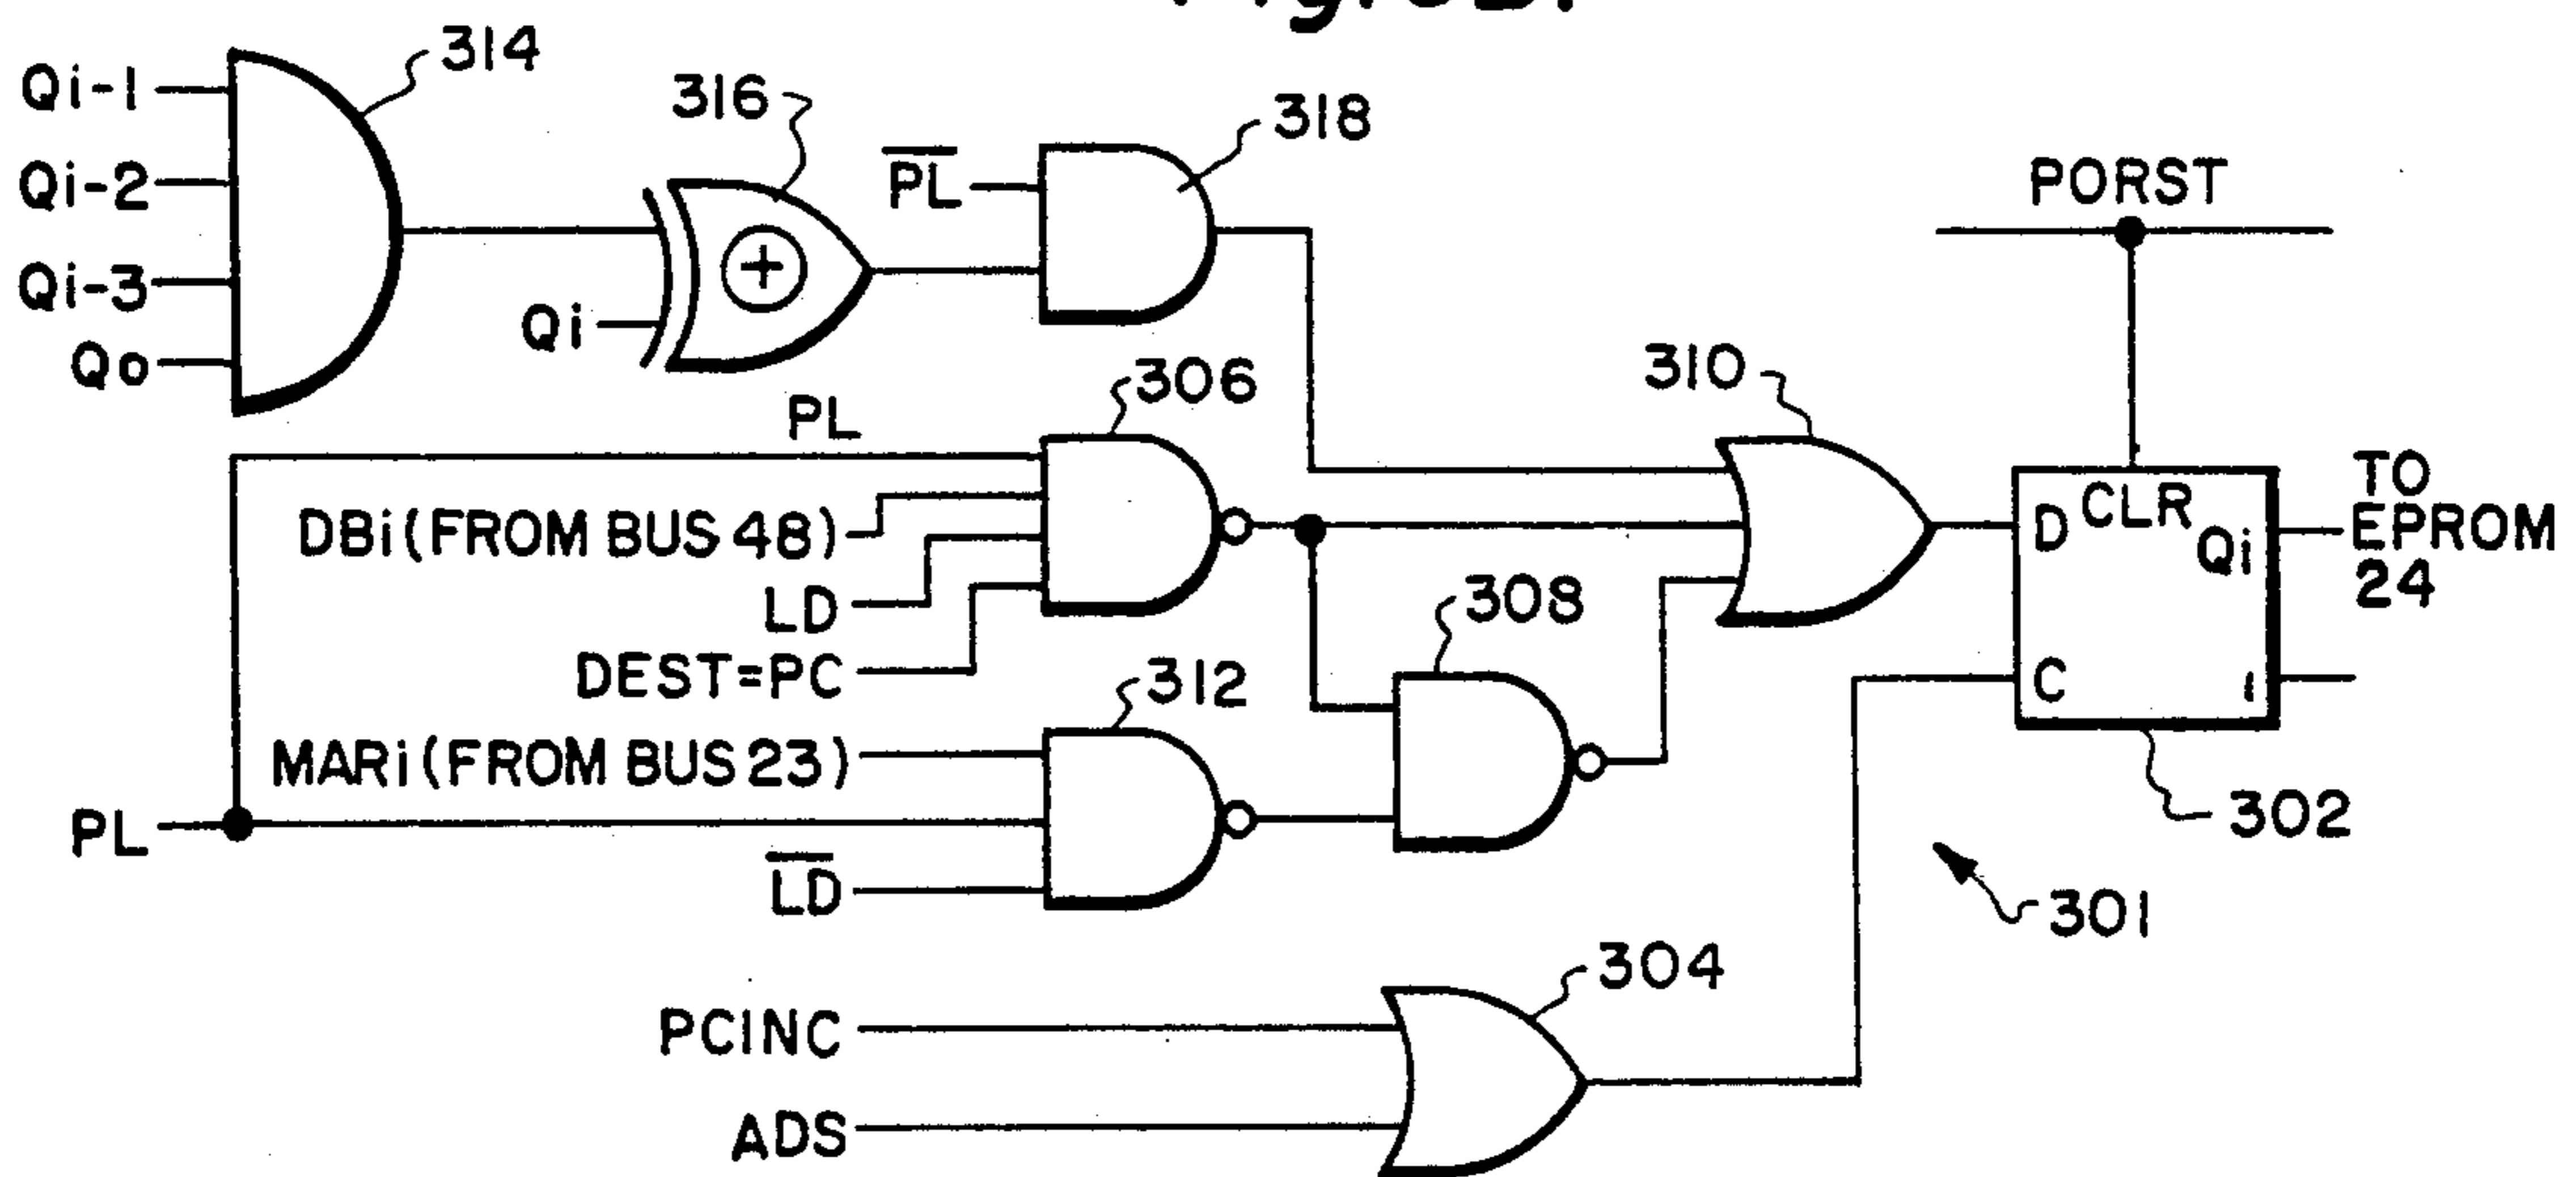 Qi-1
314
Qi-2
Qi-3
Qo
316
+
Qi
P̅L̅
318
PORST
PL
306
310
DBi(FROM BUS 48)
LD
DEST=PC
308
D
CLR
Qi
C
TO
EPROM
24
312
MARi(FROM BUS 23)
PL
L̅D̅
302
301
304
PCINC
ADS